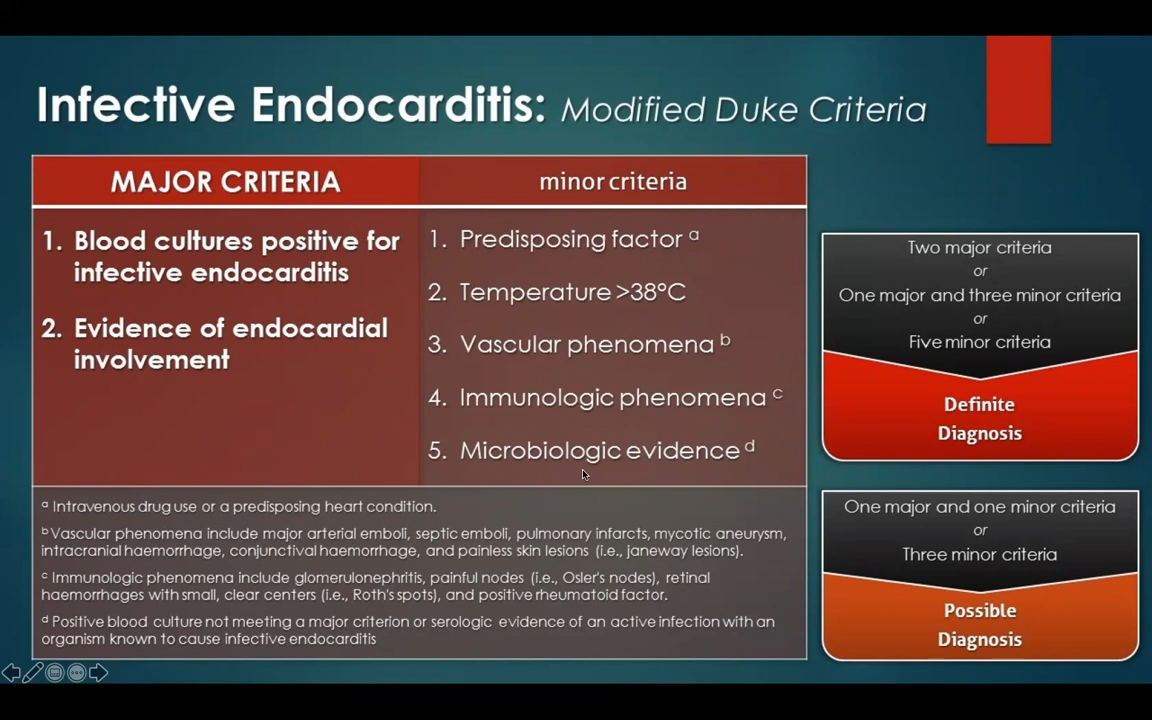 Infective Endocarditis: Modified Duke Criteria
MAJOR CRITERIA
1. Blood cultures positive for
infective endocarditis
2. Evidence of endocardial
involvement
minor criteria
1. Predisposing factor a
2. Temperature >38°C
3. Vascular phenomena b
4. Immunologic phenomena c
5. Microbiologic evidence d
a Intravenous drug use or a predisposing heart condition.
b Vascular phenomena include major arterial emboli, septic emboli, pulmonary infarcts, mycotic aneurysm,
intracranial haemorrhage, conjunctival haemorrhage, and painless skin lesions (i.e., janeway lesions).
c Immunologic phenomena include glomerulonephritis, painful nodes (i.e., Osler's nodes), retinal
haemorrhages with small, clear centers (i.e., Roth's spots), and positive rheumatoid factor.
d Positive blood culture not meeting a major criterion or serologic evidence of an active infection with an
organism known to cause infective endocarditis
Two major criteria
or
One major and three minor criteria
or
Five minor criteria
Definite
Diagnosis
One major and one minor criteria
or
Three minor criteria
Possible
Diagnosis